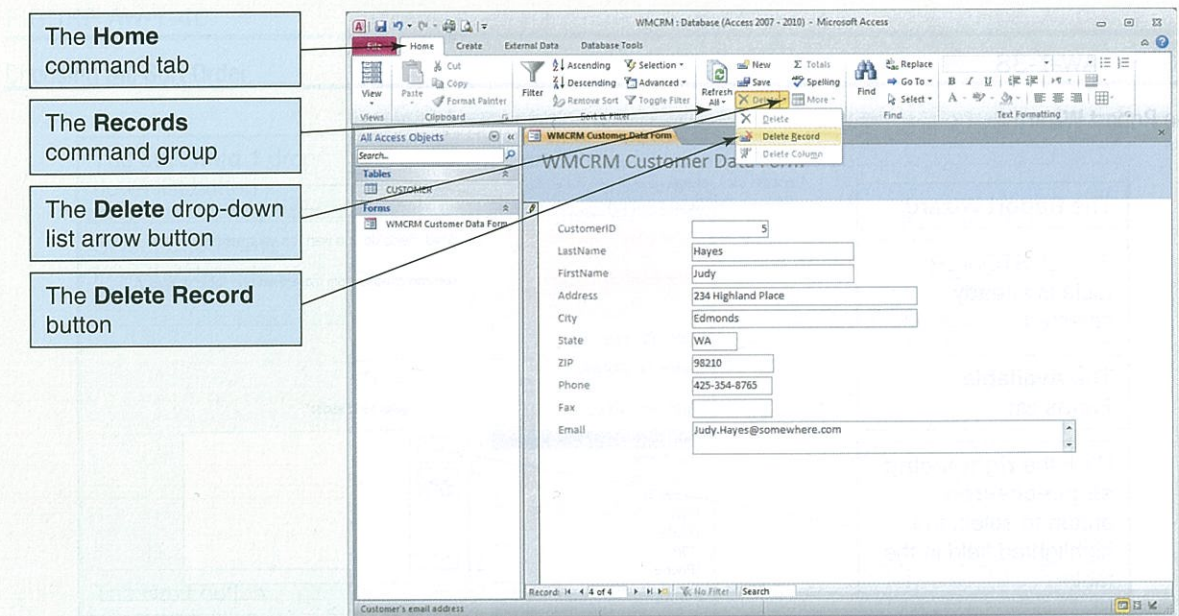 The Home
command tab
The Records
command group
The Delete drop-down
list arrow button
The Delete Record
button
WMCRM : Database (Access 2007 - 2010) - Microsoft Access
File Home Create External Data Database Tools
View
Views
Paste
Cut
Copy
Format Painter
Clipboard
Filter
Ascending
Descending
Remove Sort
Selection
Advanced
Toggle Filter
Sort & Filter
Refresh
All
New
Save
Delete
Σ Totals
Spelling
More
Find
Replace
Go To
Select
Find
B I U
A
Text Formatting
Delete
Delete Record
Delete Column
All Access Objects
Search...
Tables
CUSTOMER
Forms
WMCRM Customer Data Form
WMCRM Customer Data Form
WMCRM Customer Data Form
CustomerID 5
LastName Hayes
FirstName Judy
Address 234 Highland Place
City Edmonds
State WA
ZIP 98210
Phone 425-354-8765
Fax
Email Judy.Hayes@somewhere.com
Record: 4 of 4 No Filter Search
Customer's email address